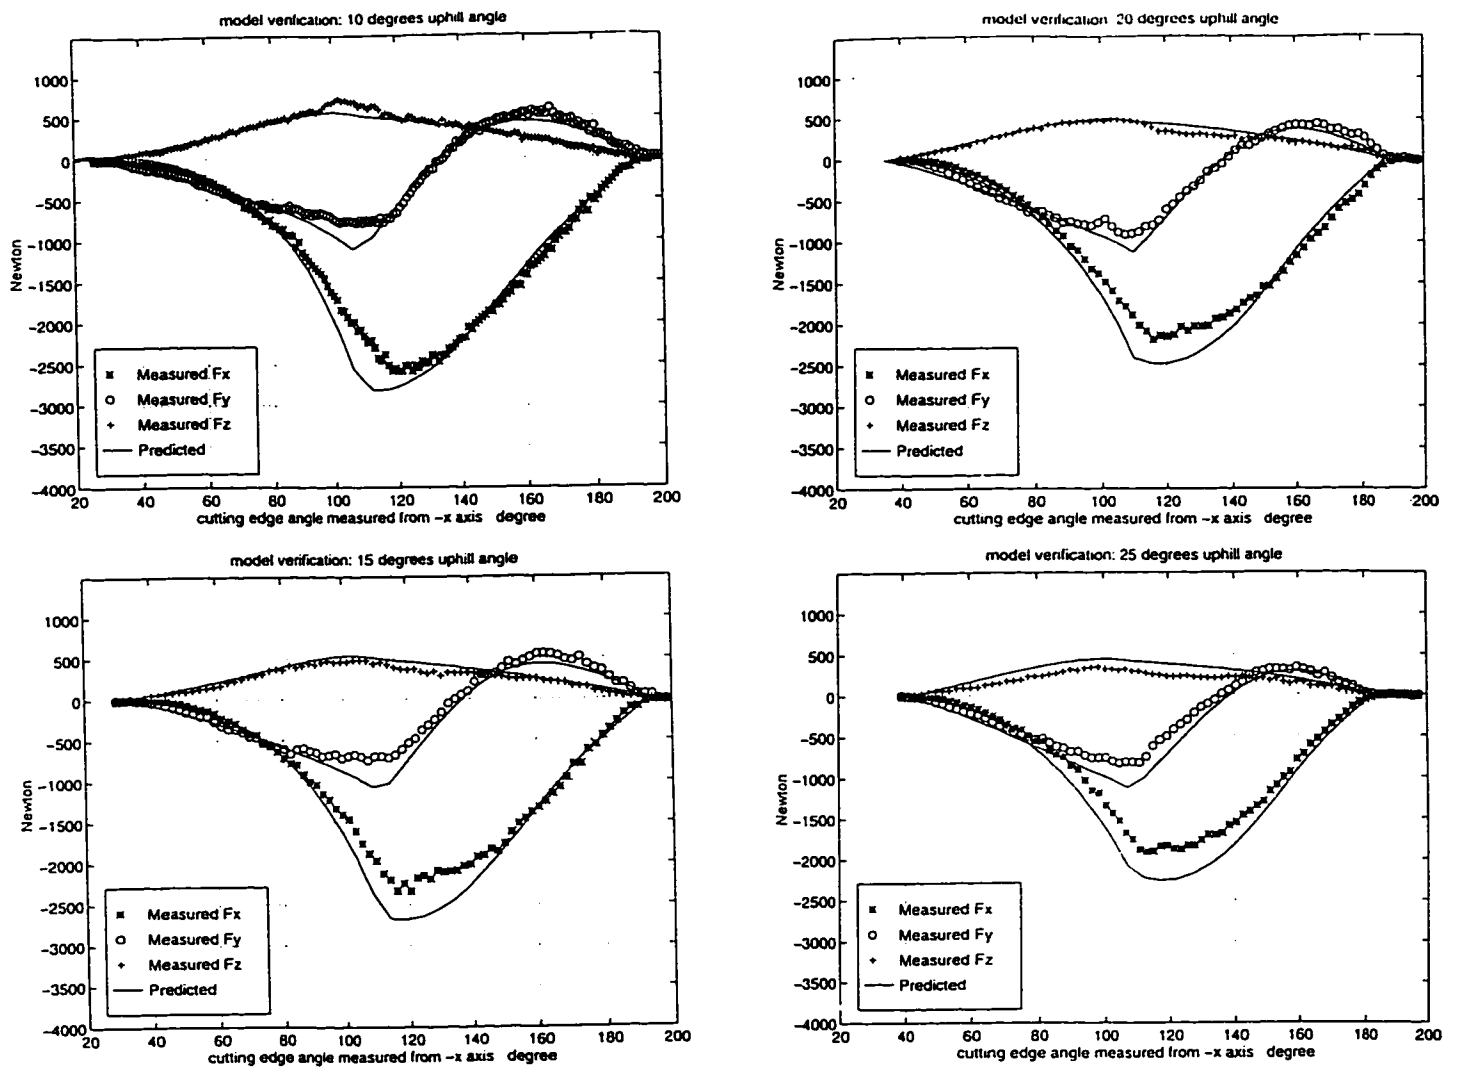 model verification: 10 degrees uphill angle
1000
500
0
−500
−1000
−1500
−2000
−2500
−3000
−3500
−4000
Newton
Measured Fx
Measured Fy
Measured Fz
Predicted
20 40 60 80 100 120 140 160 180 200
cutting edge angle measured from −x axis degree
model verification 20 degrees uphill angle
1000
500
0
−500
−1000
−1500
−2000
−2500
−3000
−3500
−4000
Newton
Measured Fx
Measured Fy
Measured Fz
Predicted
20 40 60 80 100 120 140 160 180 200
cutting edge angle measured from −x axis degree
model verification: 15 degrees uphill angle
1000
500
0
−500
−1000
−1500
−2000
−2500
−3000
−3500
−4000
Newton
Measured Fx
Measured Fy
Measured Fz
Predicted
20 40 60 80 100 120 140 160 180 200
cutting edge angle measured from −x axis degree
model verification: 25 degrees uphill angle
1000
500
0
−500
−1000
−1500
−2000
−2500
−3000
−3500
−4000
Newton
Measured Fx
Measured Fy
Measured Fz
Predicted
20 40 60 80 100 120 140 160 180 200
cutting edge angle measured from −x axis degree